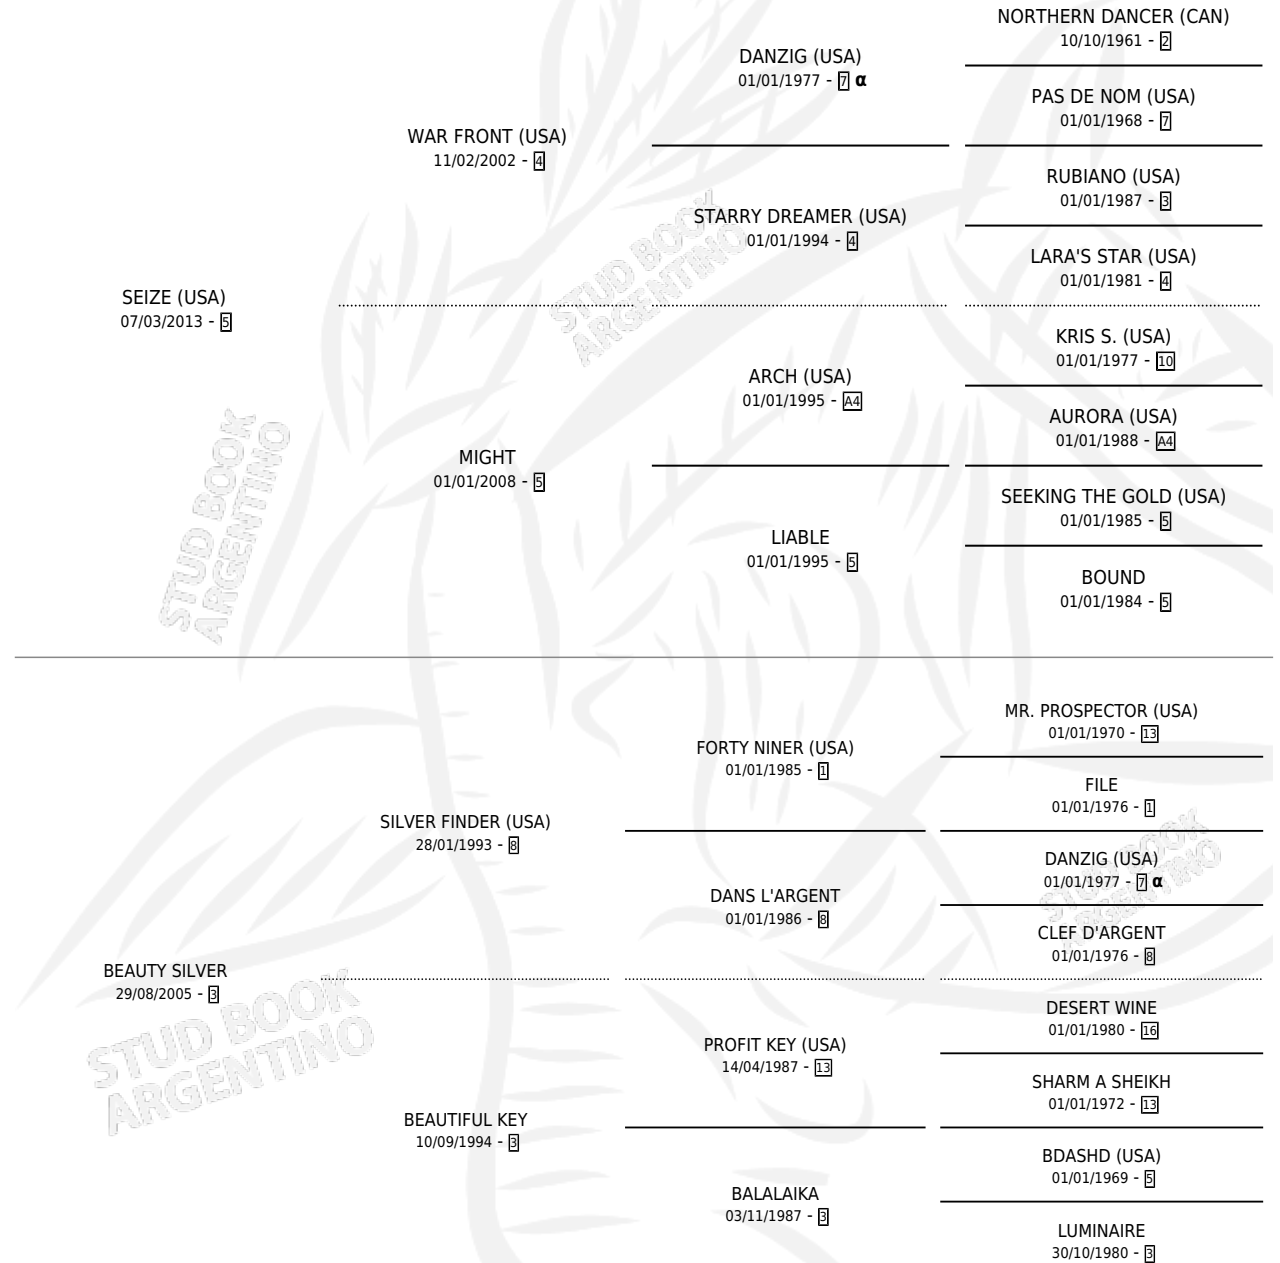 NORTHERN DANCER (CAN)
10/10/1961 - 2
DANZIG (USA)
01/01/1977 - 7 α
PAS DE NOM (USA)
01/01/1968 - 7
WAR FRONT (USA)
11/02/2002 - 4
RUBIANO (USA)
01/01/1987 - 3
STARRY DREAMER (USA)
01/01/1994 - 4
LARA'S STAR (USA)
01/01/1981 - 4
SEIZE (USA)
07/03/2013 - 5
KRIS S. (USA)
01/01/1977 - 10
ARCH (USA)
01/01/1995 - A4
AURORA (USA)
01/01/1988 - A4
MIGHT
01/01/2008 - 5
SEEKING THE GOLD (USA)
01/01/1985 - 5
LIABLE
01/01/1995 - 5
BOUND
01/01/1984 - 5
MR. PROSPECTOR (USA)
01/01/1970 - 13
FORTY NINER (USA)
01/01/1985 - 1
FILE
01/01/1976 - 1
SILVER FINDER (USA)
28/01/1993 - 8
DANZIG (USA)
01/01/1977 - 7 α
DANS L'ARGENT
01/01/1986 - 8
CLEF D'ARGENT
01/01/1976 - 8
BEAUTY SILVER
29/08/2005 - 3
DESERT WINE
01/01/1980 - 16
PROFIT KEY (USA)
14/04/1987 - 13
SHARM A SHEIKH
01/01/1972 - 13
BEAUTIFUL KEY
10/09/1994 - 3
BDASHD (USA)
01/01/1969 - 5
BALALAIKA
03/11/1987 - 3
LUMINAIRE
30/10/1980 - 3
STUD BOOK
ARGENTINO
STUD BOOK
ARGENTINO
STUD BOOK
ARGENTINO
STUD BOOK
ARGENTINO